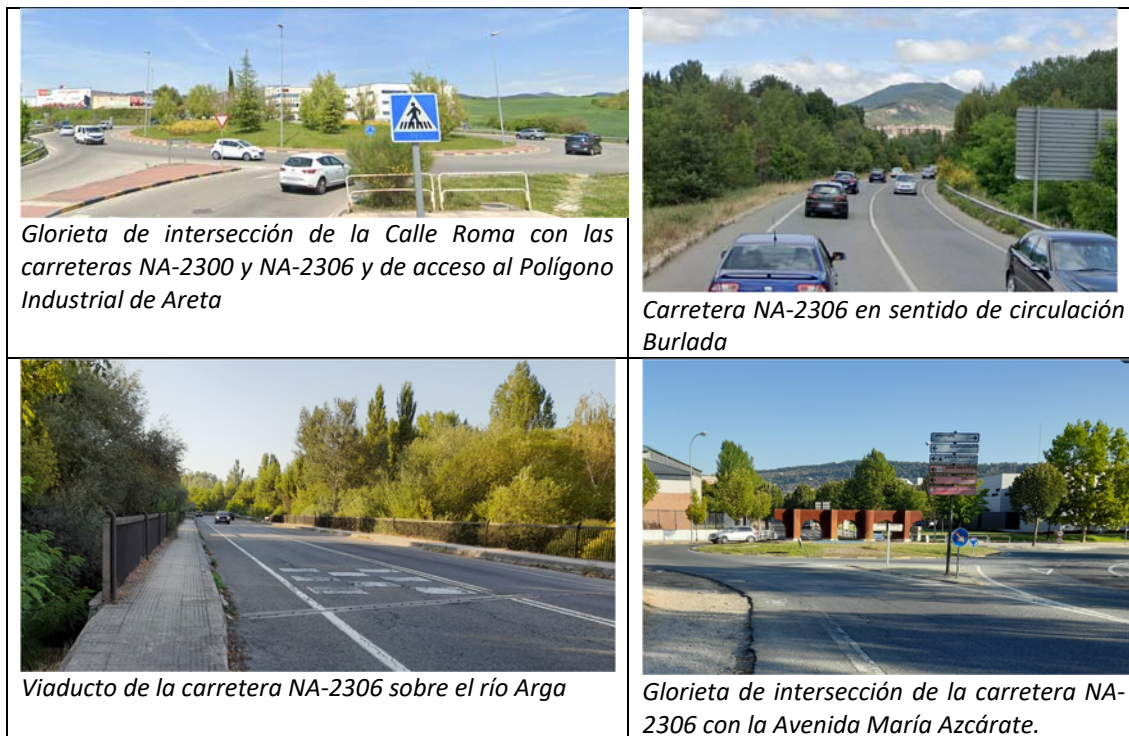 Glorieta de intersección de la Calle Roma con las
carreteras NA-2300 y NA-2306 y de acceso al Polígono
Industrial de Areta
Carretera NA-2306 en sentido de circulación
Burlada
Viaducto de la carretera NA-2306 sobre el río Arga
Glorieta de intersección de la carretera NA-
2306 con la Avenida María Azcárate.